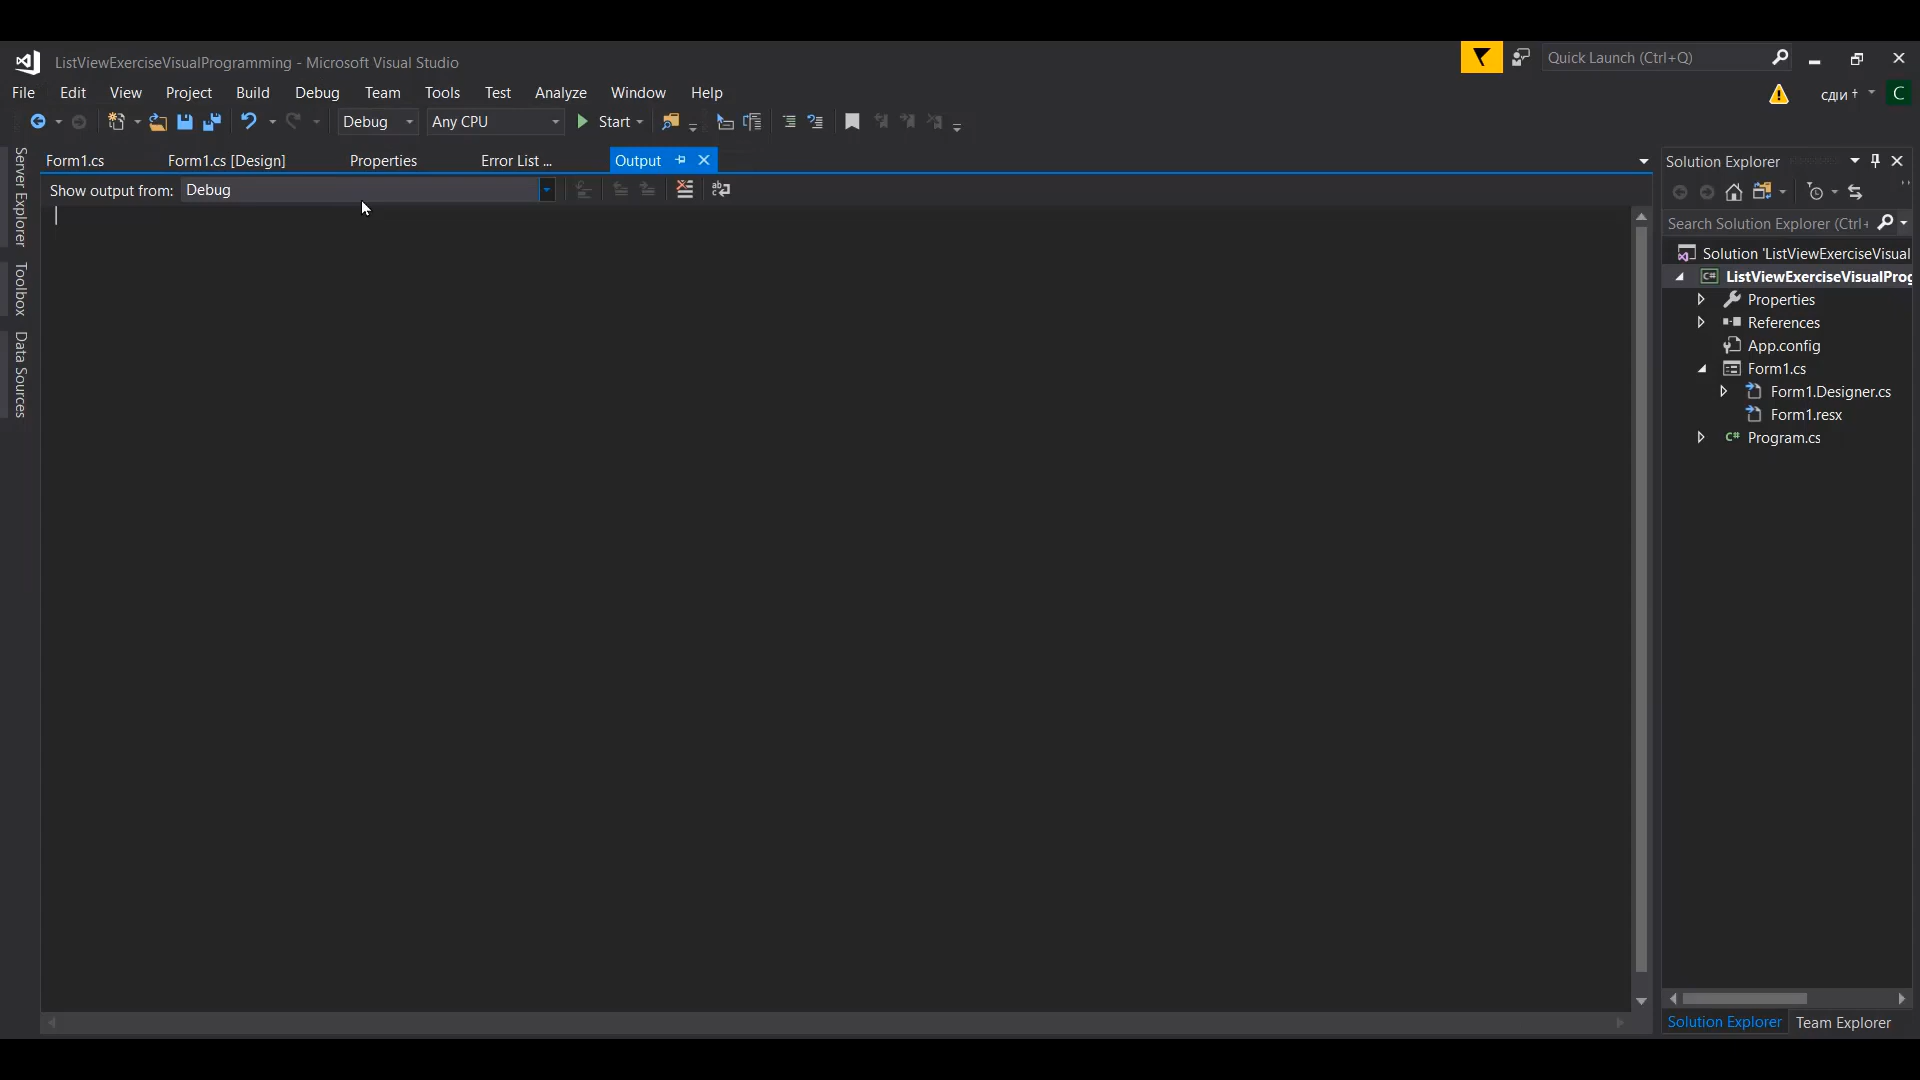 ListViewExerciseVisualProgramming - Microsoft Visual Studio
Quick Launch (Ctrl+Q)
File Edit View Project Build Debug Team Tools Test Analyze Window Help
сди † C
Debug Any CPU Start
Form1.cs Form1.cs [Design] Properties Error List ... Output
Show output from: Debug
Server Explorer
Toolbox
Data Sources
Solution Explorer
Search Solution Explorer (Ctrl+
Solution 'ListViewExerciseVisual
C# ListViewExerciseVisualProg
Properties
References
App.config
Form1.cs
Form1.Designer.cs
Form1.resx
C# Program.cs
Solution Explorer Team Explorer